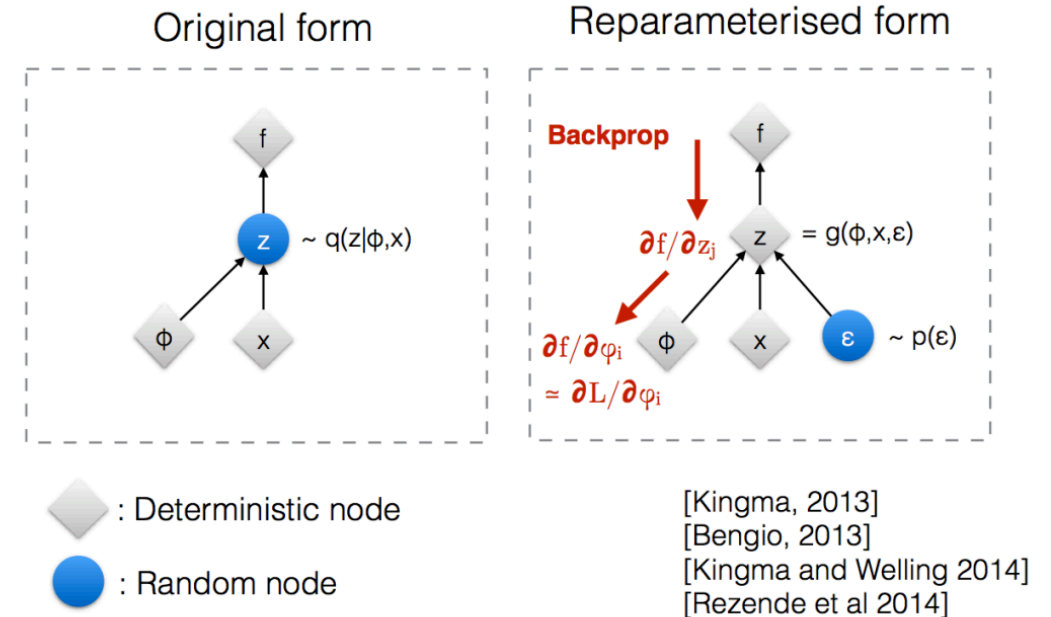 Original form
f
z ~ q(z|ϕ,x)
ϕ x
Reparameterised form
Backprop f
∂f/∂zj z = g(ϕ,x,ε)
∂f/∂φi ϕ x ε ~ p(ε)
≃ ∂L/∂φi
: Deterministic node
: Random node
[Kingma, 2013]
[Bengio, 2013]
[Kingma and Welling 2014]
[Rezende et al 2014]